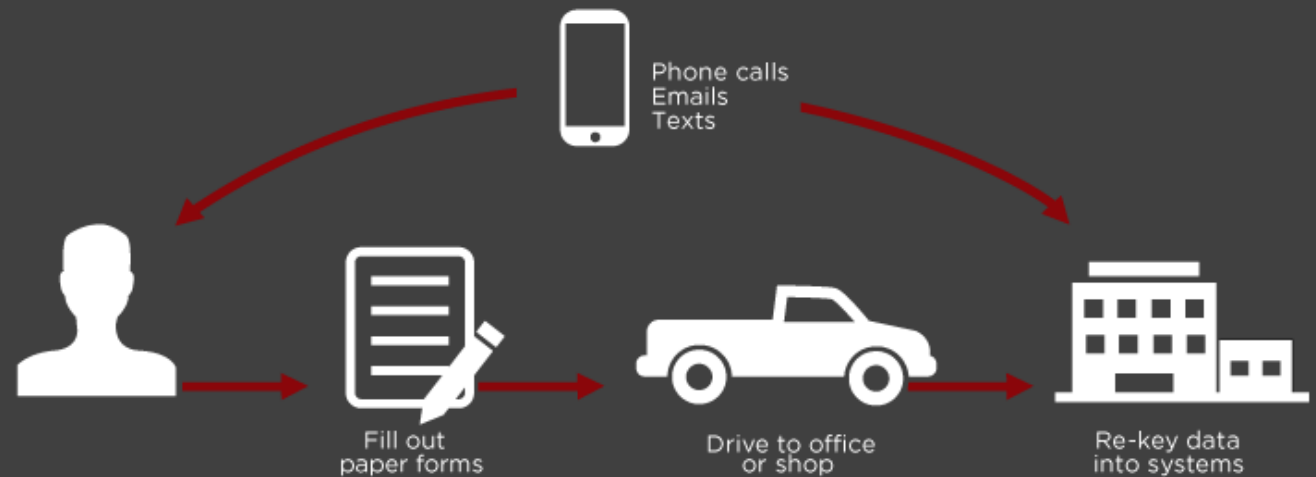 Phone calls
Emails
Texts
Fill out
paper forms
Drive to office
or shop
Re-key data
into systems